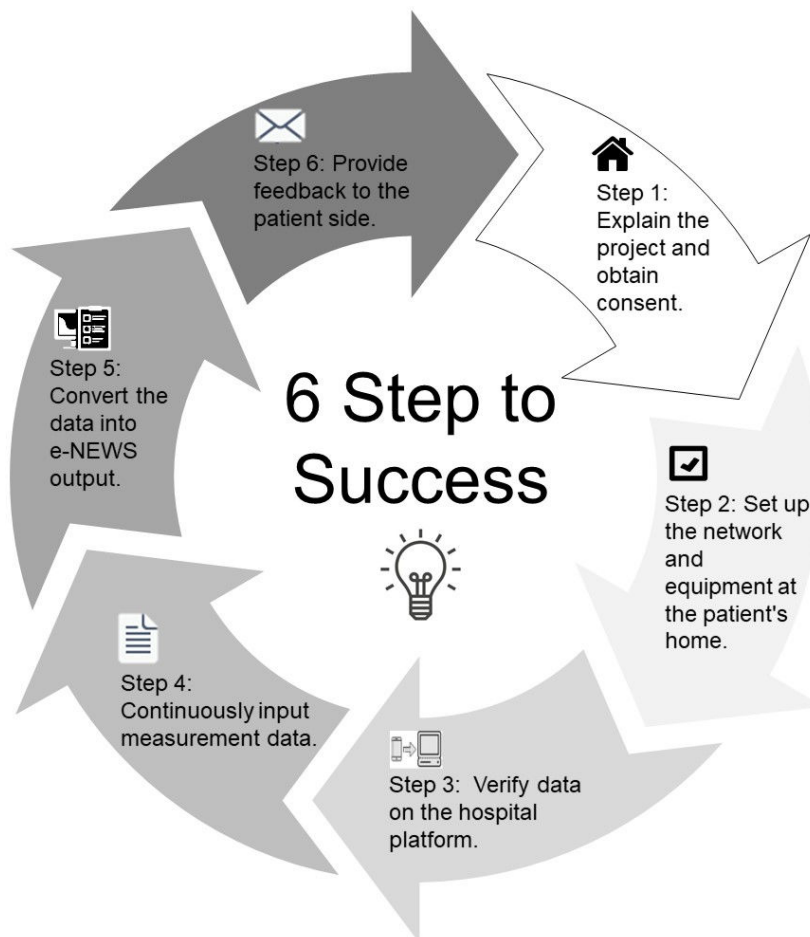 6 Step to
Success
Step 1:
Explain the
project and
obtain
consent.
Step 2: Set up
the network
and
equipment at
the patient's
home.
Step 3:  Verify data
on the hospital
platform.
Step 4:
Continuously input
measurement data.
Step 5:
Convert the
data into
e-NEWS
output.
Step 6: Provide
feedback to the
patient side.